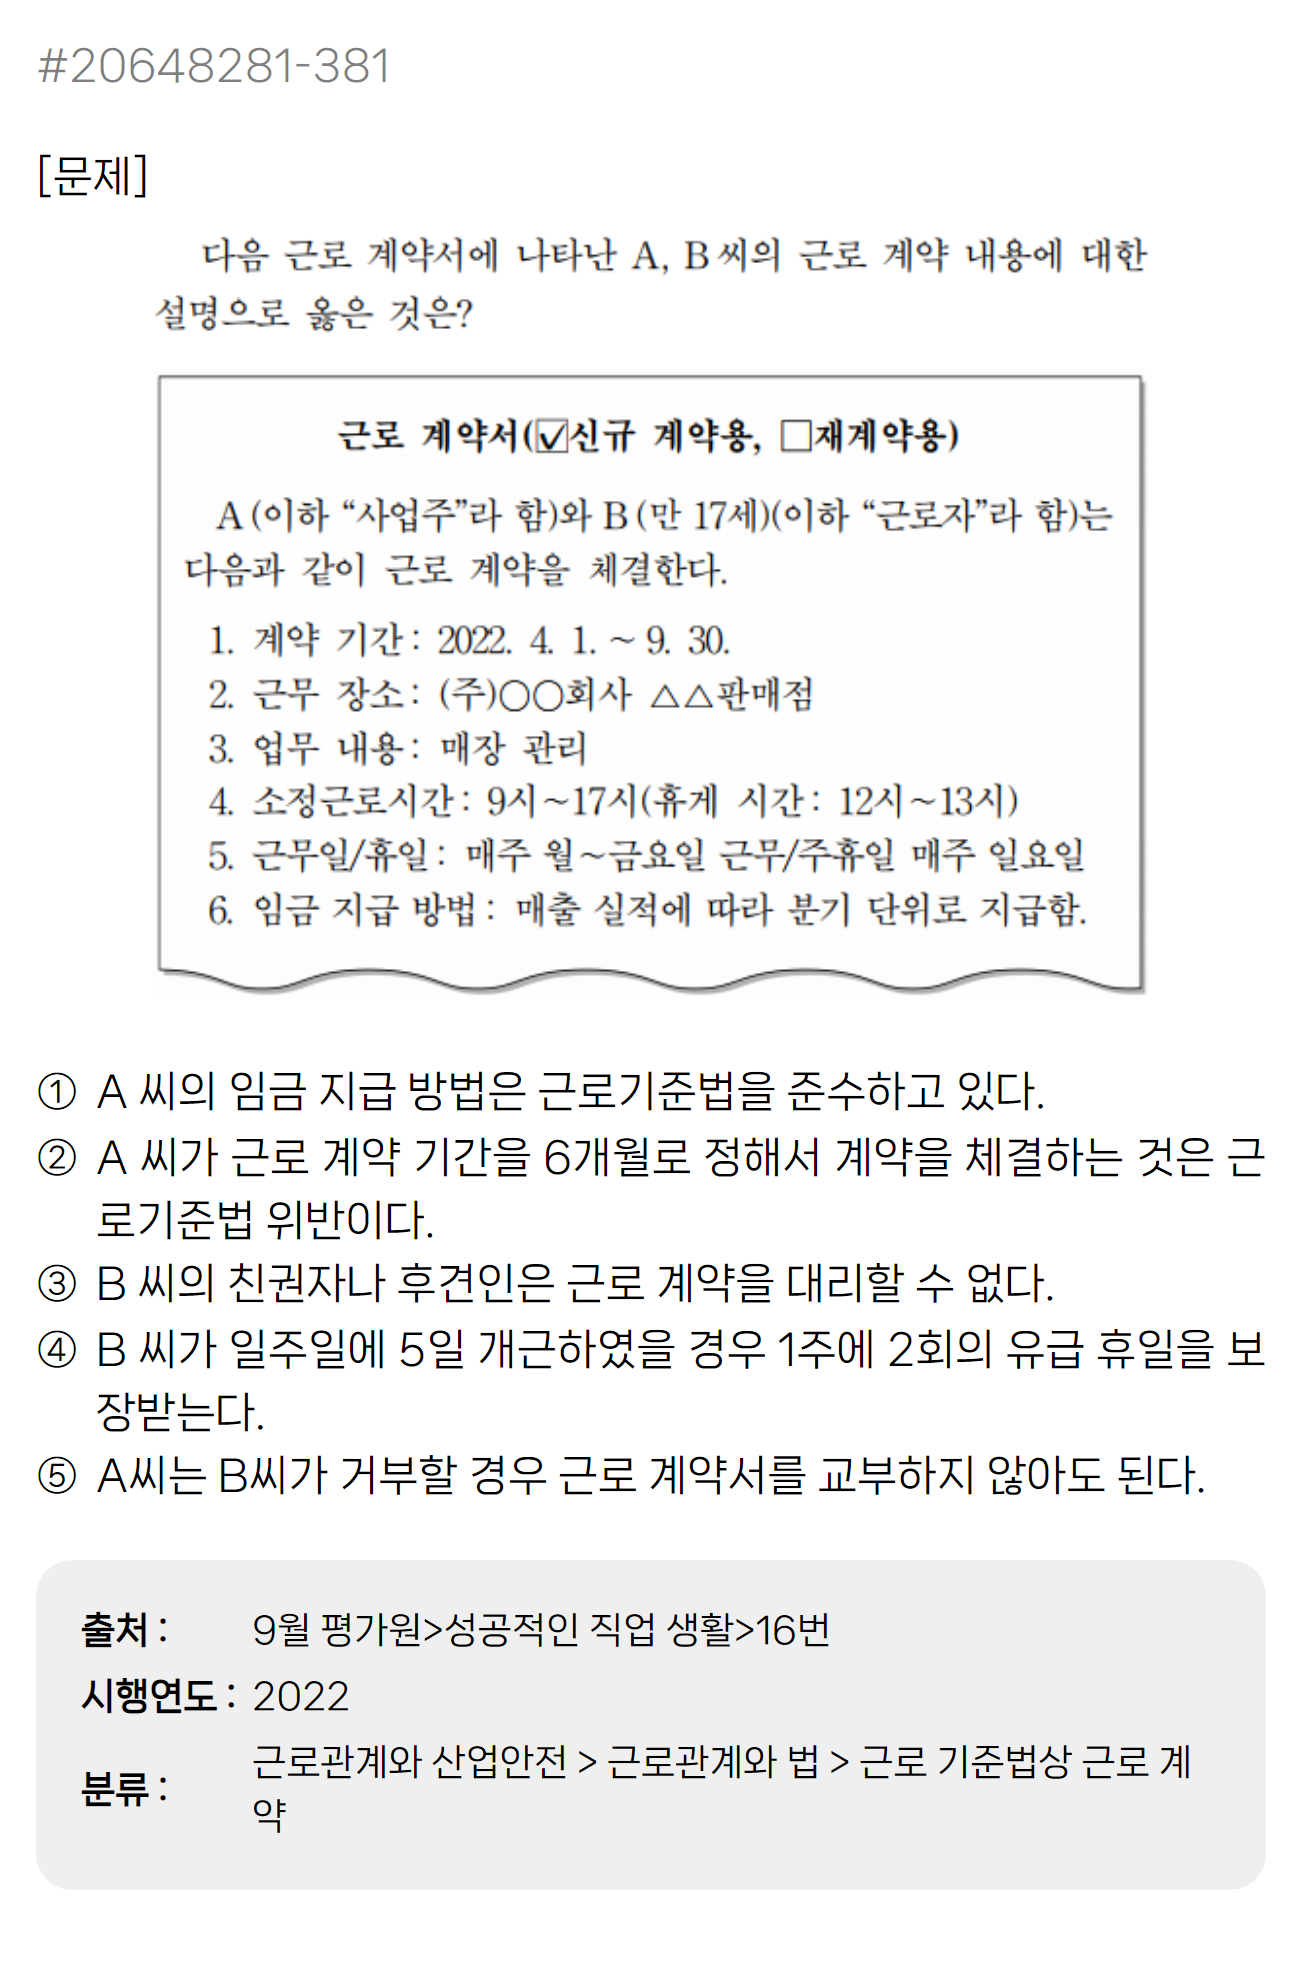 #20648281-381
[문제]
다음 근로 계약서에 나타난 A, B씨의 근로 계약 내용에 대한
설명으로 옳은 것은?
근로 계약서(☑신규 계약용, □재계약용)
A(이하 “사업주”라 함)와 B(만 17세)(이하 “근로자”라 함)는
다음과 같이 근로 계약을 체결한다.
1. 계약 기간: 2022. 4. 1. ~ 9. 30.
2. 근무 장소: (주)○○회사 △△판매점
3. 업무 내용: 매장 관리
4. 소정근로시간: 9시~17시(휴게 시간: 12시~13시)
5. 근무일/휴일: 매주 월~금요일 근무/주휴일 매주 일요일
6. 임금 지급 방법: 매출 실적에 따라 분기 단위로 지급함.
① A 씨의 임금 지급 방법은 근로기준법을 준수하고 있다.
② A 씨가 근로 계약 기간을 6개월로 정해서 계약을 체결하는 것은 근
로기준법 위반이다.
③ B 씨의 친권자나 후견인은 근로 계약을 대리할 수 없다.
④ B 씨가 일주일에 5일 개근하였을 경우 1주에 2회의 유급 휴일을 보
장받는다.
⑤ A씨는 B씨가 거부할 경우 근로 계약서를 교부하지 않아도 된다.
출처 : 9월 평가원>성공적인 직업 생활>16번
시행연도 : 2022
분류 : 근로관계와 산업안전 > 근로관계와 법 > 근로 기준법상 근로 계
약